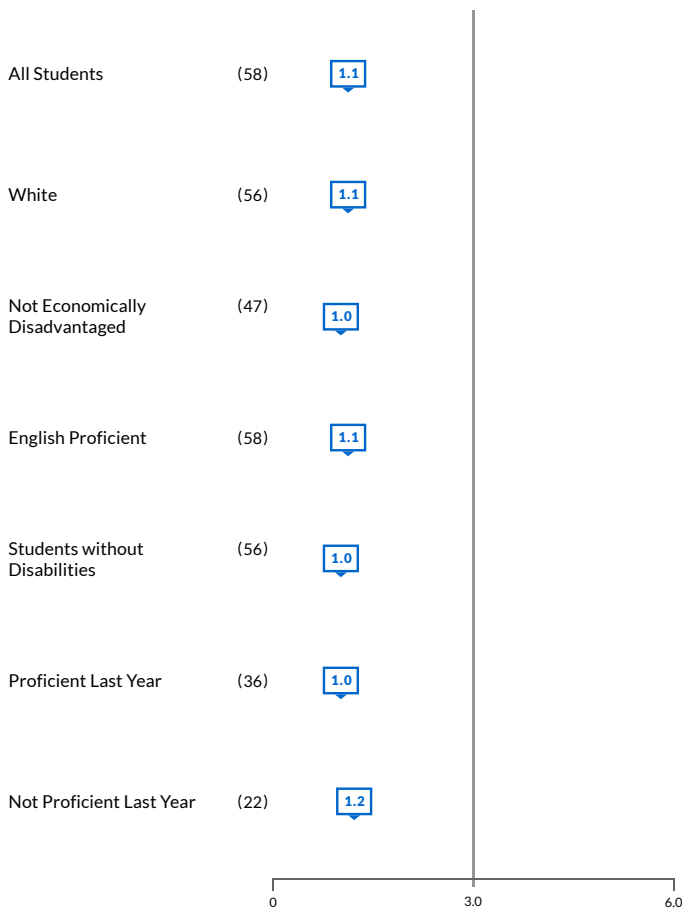 All Students (58) 1.1
White (56) 1.1
Not Economically (47) 1.0
Disadvantaged
English Proficient (58) 1.1
Students without (56) 1.0
Disabilities
Proficient Last Year (36) 1.0
Not Proficient Last Year (22) 1.2
0 3.0 6.0